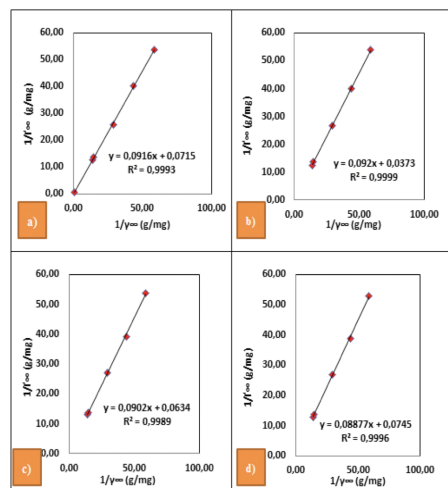 60,00
50,00
40,00
30,00
20,00
10,00
0,00
1/Γ∞ (g/mg)
y = 0,0916x + 0,0715
R² = 0,9993
0,00 50,00 100,00
1/γ∞ (g/mg)
a)
60,00
50,00
40,00
30,00
20,00
10,00
0,00
1/Γ∞ (g/mg)
y = 0,092x + 0,0373
R² = 0,9999
0,00 50,00 100,00
1/γ∞ (g/mg)
b)
60,00
50,00
40,00
30,00
20,00
10,00
0,00
1/Γ∞ (g/mg)
y = 0,0902x + 0,0634
R² = 0,9989
0,00 50,00 100,00
1/γ∞ (g/mg)
c)
60,00
50,00
40,00
30,00
20,00
10,00
0,00
1/Γ∞ (g/mg)
y = 0,08877x + 0,0745
R² = 0,9996
0,00 50,00 100,00
1/γ∞ (g/mg)
d)